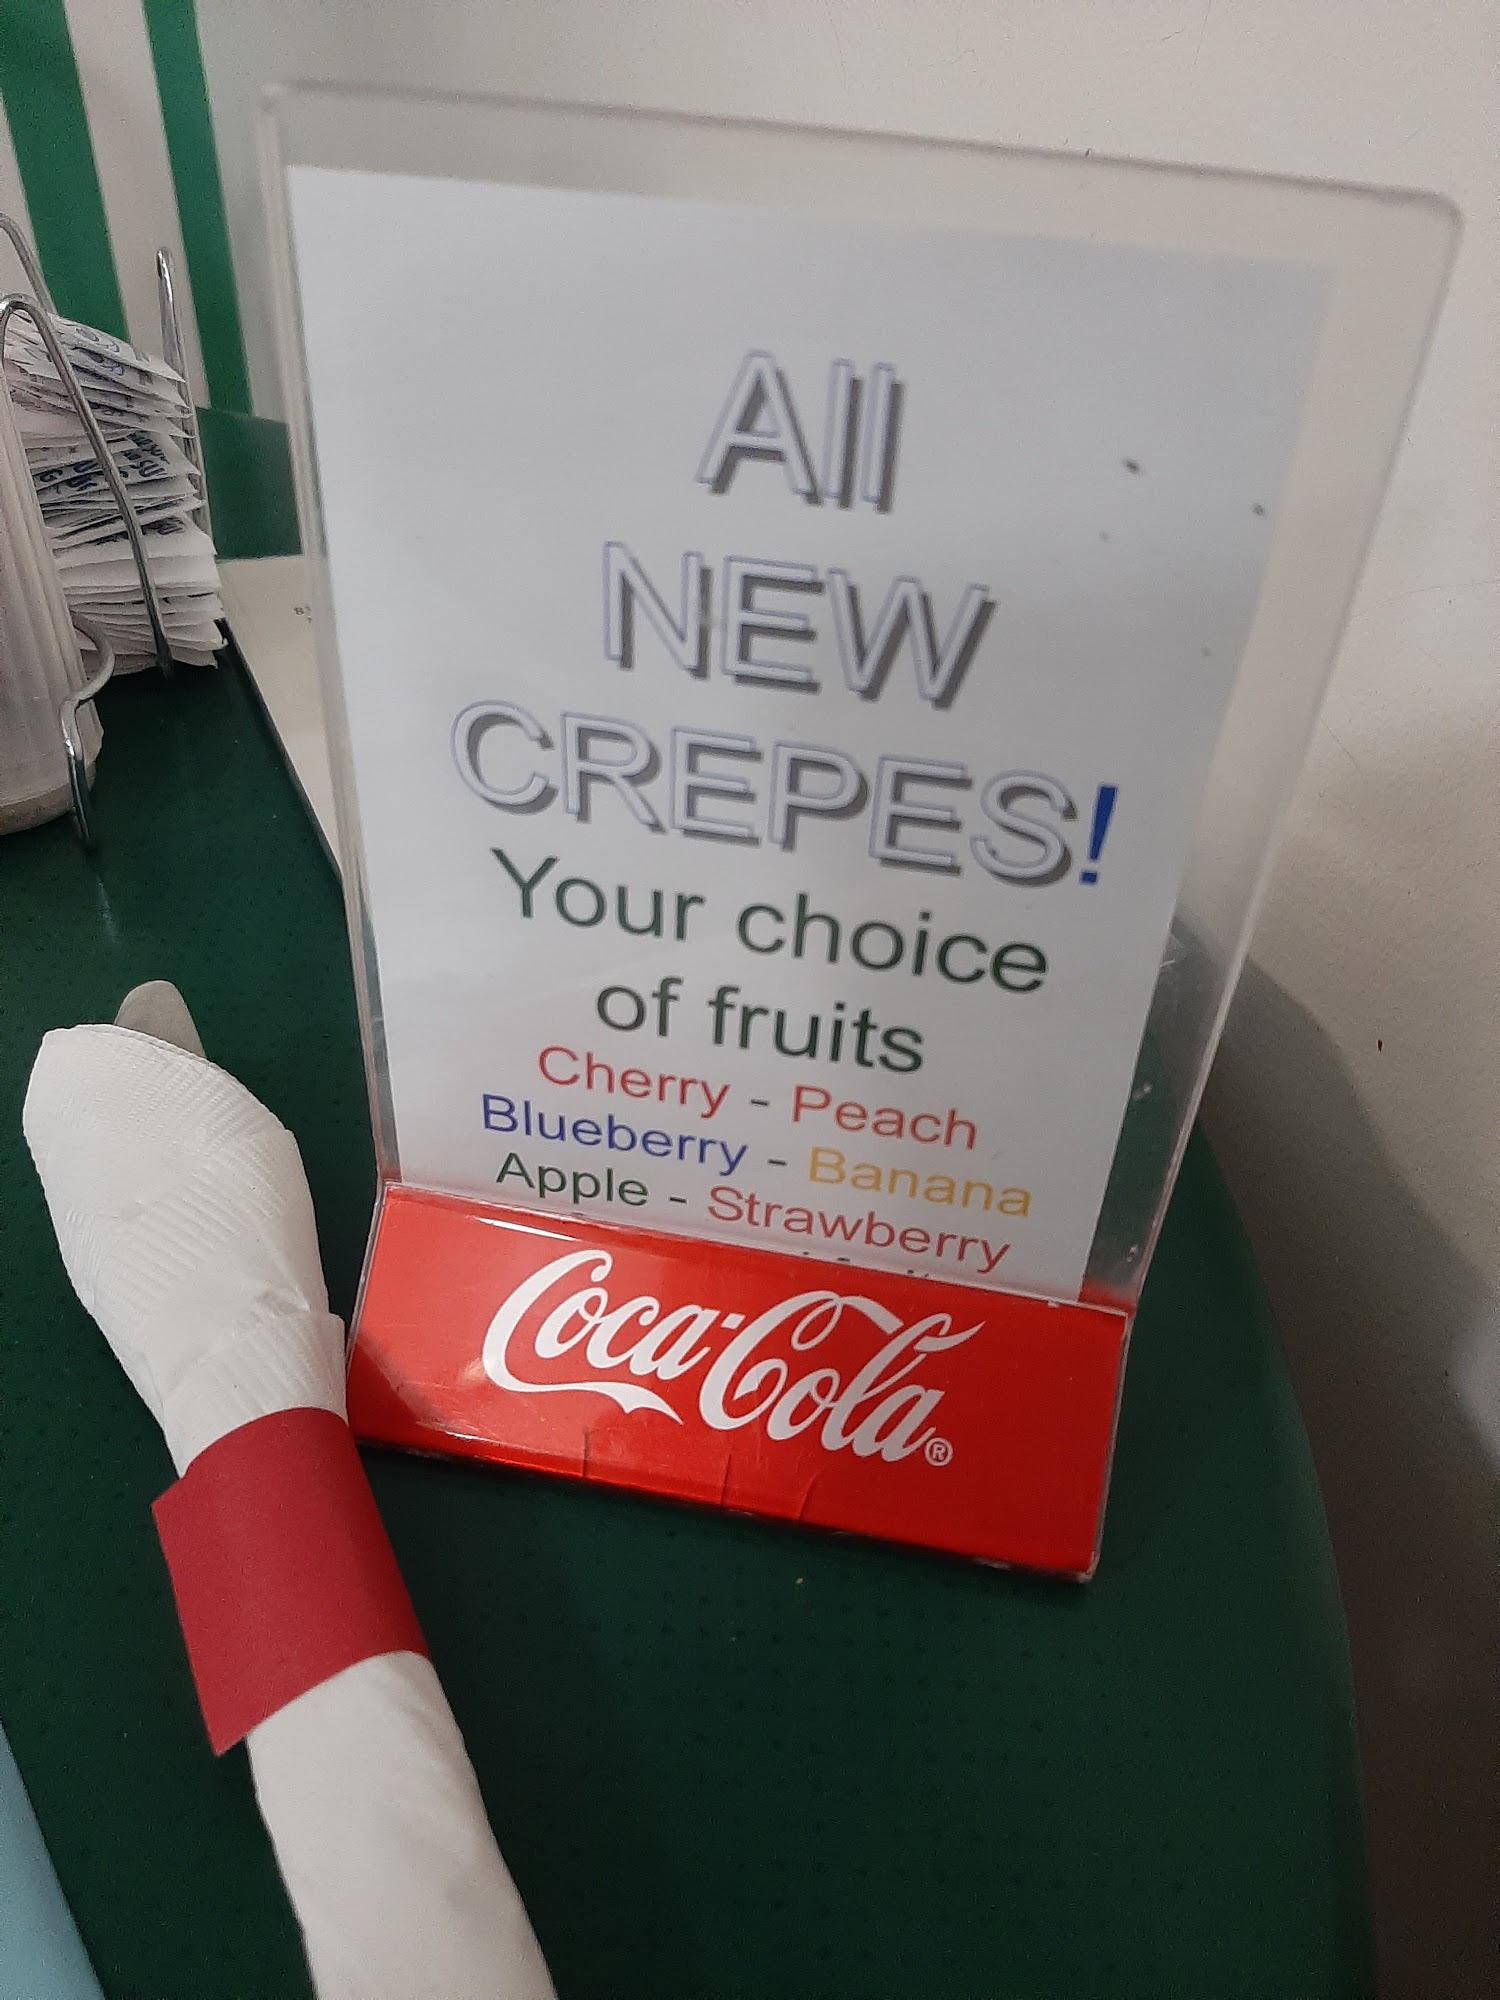 All
NEW
CREPES!
Your choice
of fruits
Cherry - Peach
Blueberry - Banana
Apple - Strawberry
Coca-Cola®